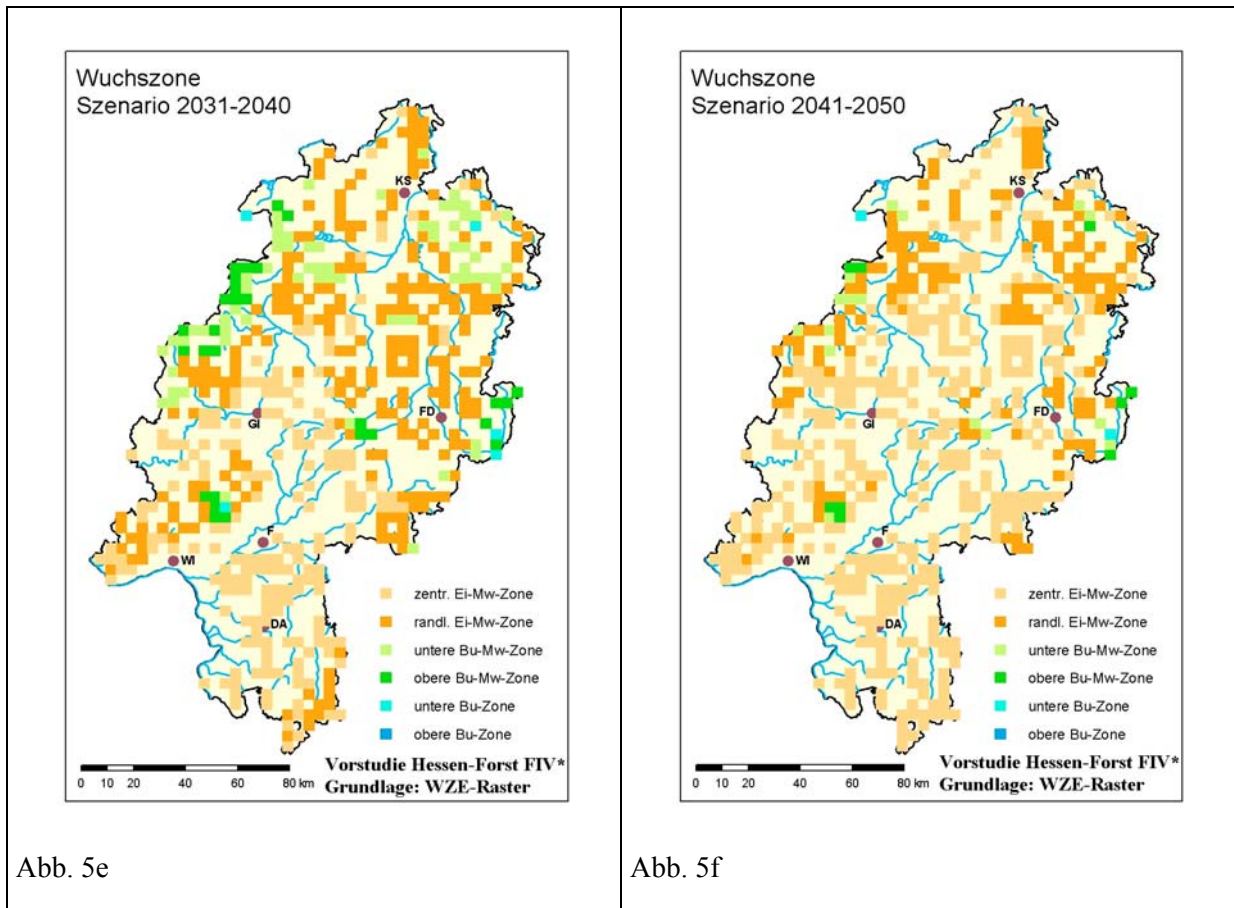 Wuchszone
Szenario 2031-2040
KS
GI
FD
F
WI
DA
zentr. Ei-Mw-Zone
randl. Ei-Mw-Zone
untere Bu-Mw-Zone
obere Bu-Mw-Zone
untere Bu-Zone
obere Bu-Zone
0 20 40 60 80 km
Vorstudie Hessen-Forst FIV*
Grundlage: WZE-Raster
Abb. 5e
Wuchszone
Szenario 2041-2050
KS
GI
FD
F
WI
DA
zentr. Ei-Mw-Zone
randl. Ei-Mw-Zone
untere Bu-Mw-Zone
obere Bu-Mw-Zone
untere Bu-Zone
obere Bu-Zone
0 20 40 60 80 km
Vorstudie Hessen-Forst FIV*
Grundlage: WZE-Raster
Abb. 5f